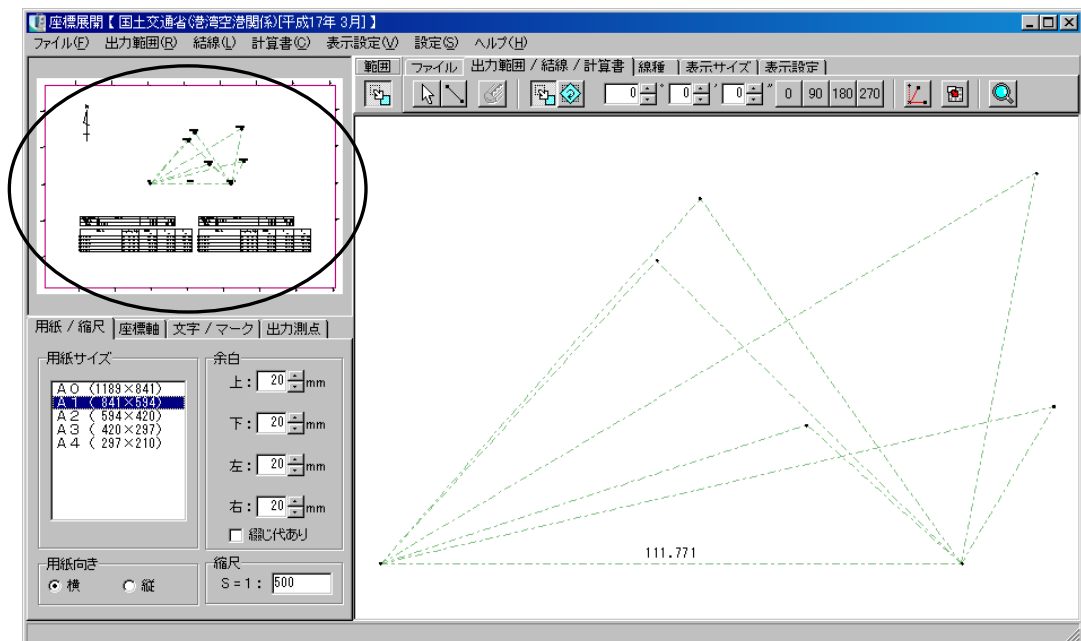 座標展開【 国土交通省(港湾空港関係)[平成17年 3月] 】
ファイル(F) 出力範囲(R) 結線(L) 計算書(C) 表示設定(V) 設定(S) ヘルプ(H)
範囲 ファイル 出力範囲 / 結線 / 計算書 線種 表示サイズ 表示設定
0 ° 0 ′ 0 ″ 0 90 180 270
用紙 / 縮尺 座標軸 文字 / マーク 出力測点
用紙サイズ
A0 (1189×841)
A1 ( 841×594)
A2 ( 594×420)
A3 ( 420×297)
A4 ( 297×210)
余白
上: 20 mm
下: 20 mm
左: 20 mm
右: 20 mm
綴じ代あり
用紙向き
横 縦
縮尺
S=1: 500
111.771